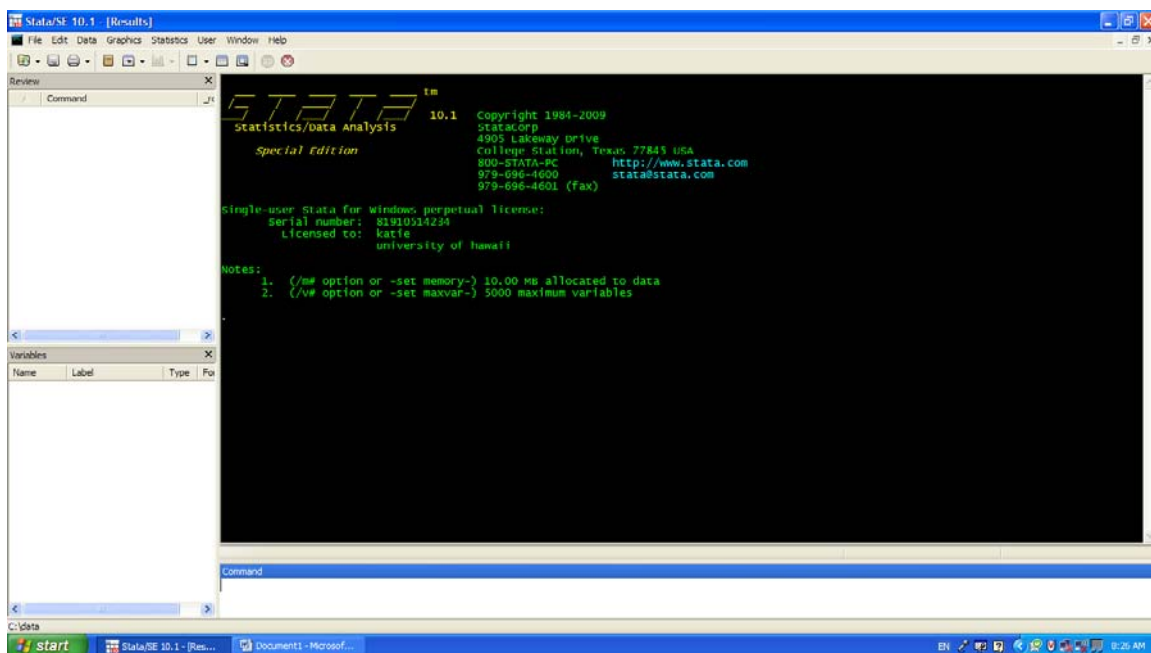 Stata/SE 10.1 - [Results]
File Edit Data Graphics Statistics User Window Help
Review
Command
tm
STATA 10.1 Copyright 1984-2009
Statistics/Data Analysis StataCorp
4905 Lakeway Drive
Special Edition College Station, Texas 77845 USA
800-STATA-PC http://www.stata.com
979-696-4600 stata@stata.com
979-696-4601 (fax)
Single-user Stata for Windows perpetual license:
Serial number: 81910514234
Licensed to: katie
university of hawaii
Notes:
1. (/m# option or -set memory-) 10.00 MB allocated to data
2. (/v# option or -set maxvar-) 5000 maximum variables
.
Variables
Name Label Type
Command
C:\data
start Stata/SE 10.1 - [Res... Document1 - Microsof... EN 8:26 AM